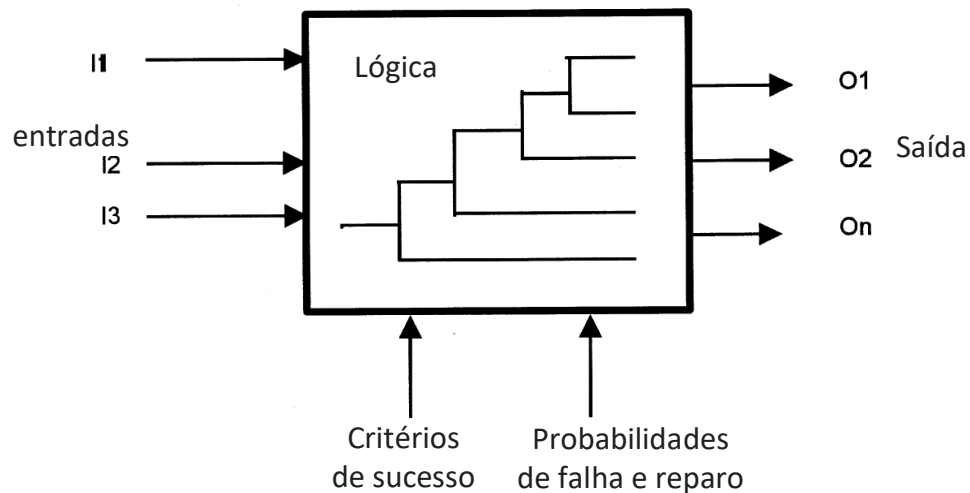 I1
Lógica
O1
entradas
I2
O2
Saída
I3
On
Critérios
de sucesso
Probabilidades
de falha e reparo